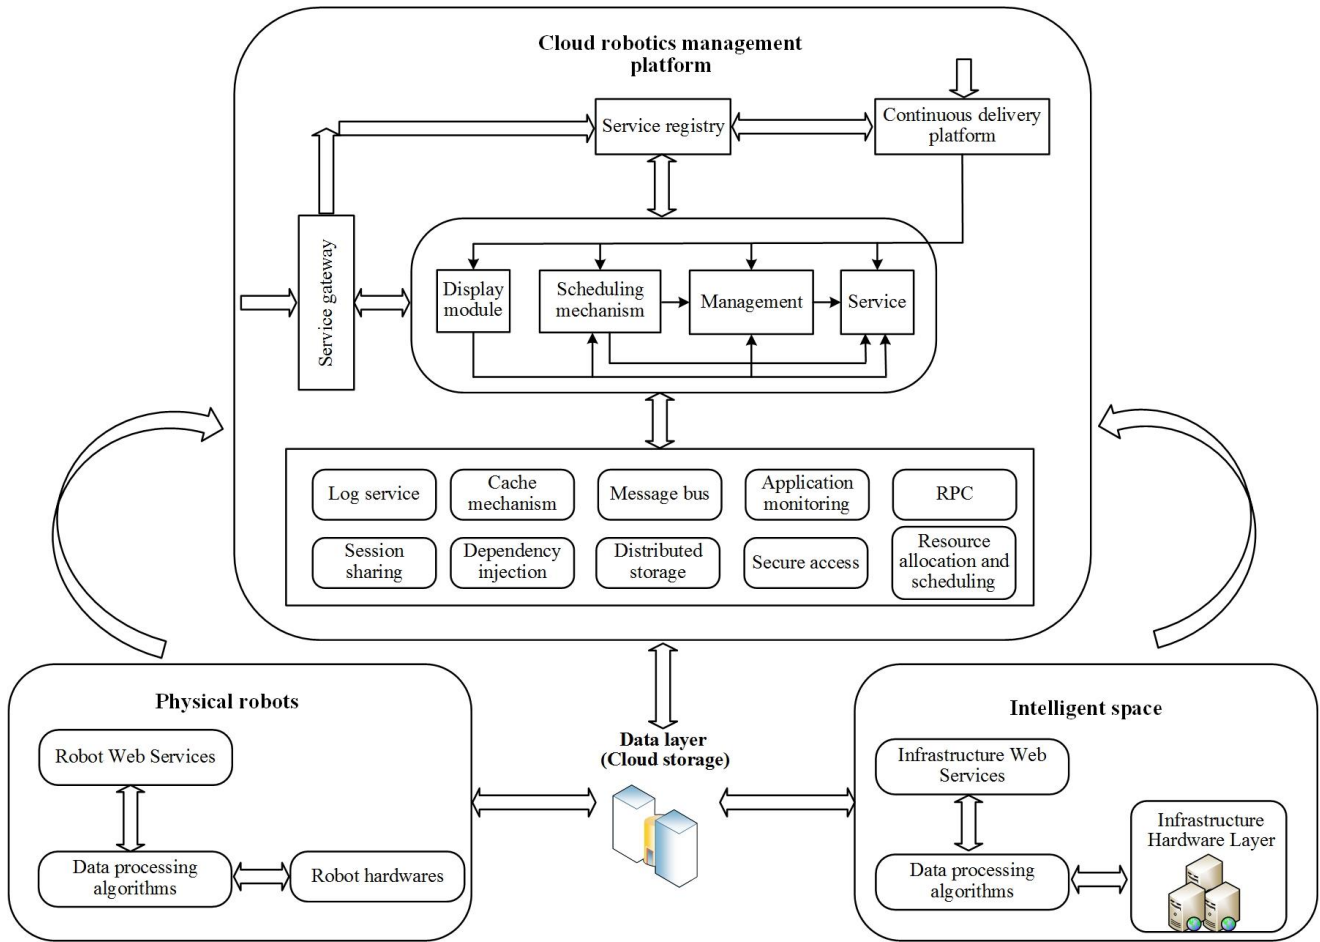 Cloud robotics management
platform
Service registry
Continuous delivery
platform
Service gateway
Display
module
Scheduling
mechanism
Management
Service
Log service
Cache
mechanism
Message bus
Application
monitoring
RPC
Session
sharing
Dependency
injection
Distributed
storage
Secure access
Resource
allocation and
scheduling
Physical robots
Robot Web Services
Data processing
algorithms
Robot hardwares
Data layer
(Cloud storage)
Intelligent space
Infrastructure Web
Services
Data processing
algorithms
Infrastructure
Hardware Layer